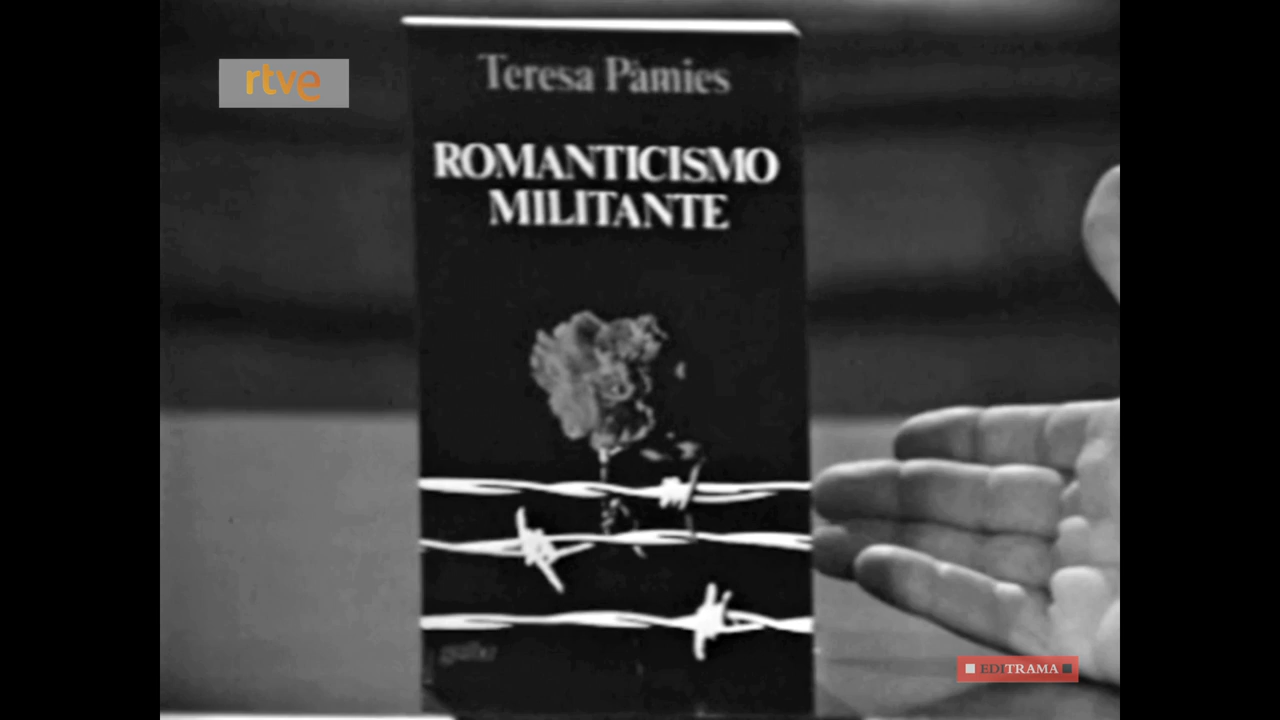 rtve
Teresa Pàmies
ROMANTICISMO
MILITANTE
EDITRAMA